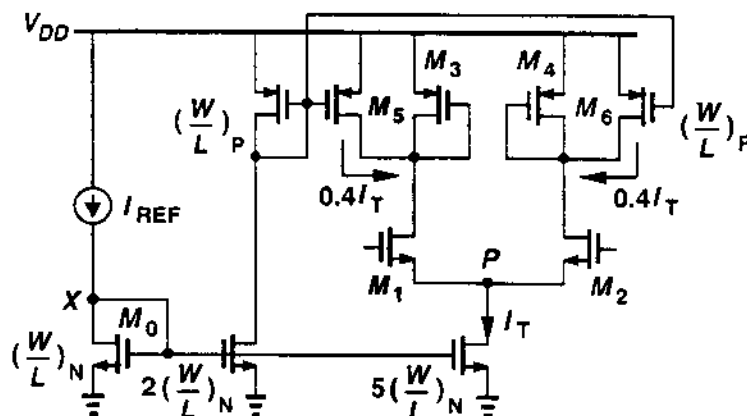 V_DD
M_3
M_4
(W/L)_P
M_5
M_6
(W/L)_P
0.4I_T
0.4I_T
I_REF
M_1
P
M_2
X
M_0
I_T
(W/L)_N
2(W/L)_N
5(W/L)_N